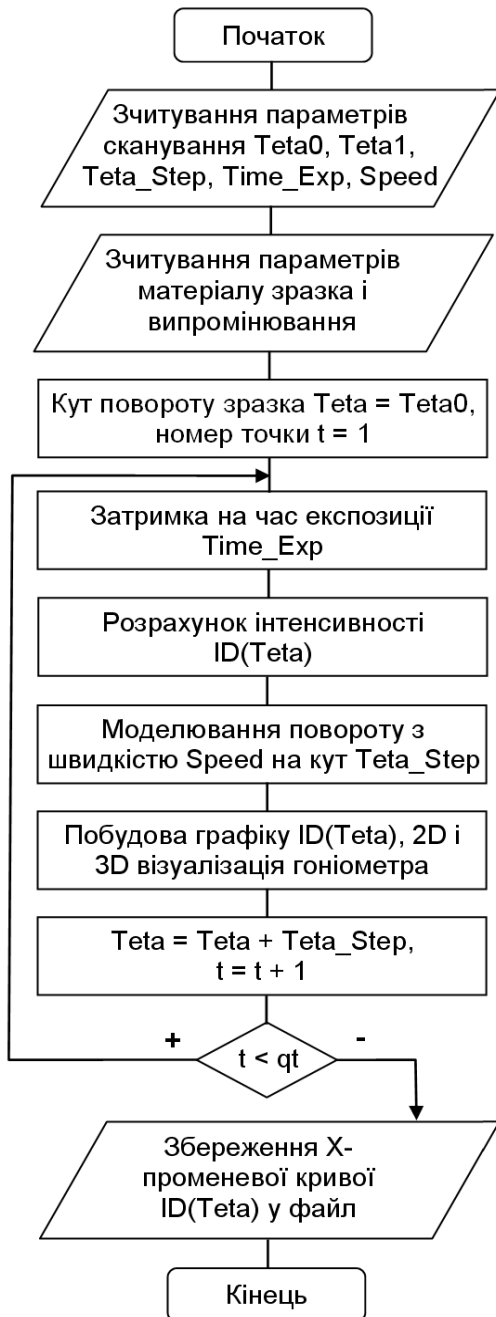 Початок
Зчитування параметрів
сканування Teta0, Teta1,
Teta_Step, Time_Exp, Speed
Зчитування параметрів
матеріалу зразка і
випромінювання
Кут повороту зразка Teta = Teta0,
номер точки t = 1
Затримка на час експозиції
Time_Exp
Розрахунок інтенсивності
ID(Teta)
Моделювання повороту з
швидкістю Speed на кут Teta_Step
Побудова графіку ID(Teta), 2D і
3D візуалізація гоніометра
Teta = Teta + Teta_Step,
t = t + 1
+
t < qt
-
Збереження Х-
променевої кривої
ID(Teta) у файл
Кінець